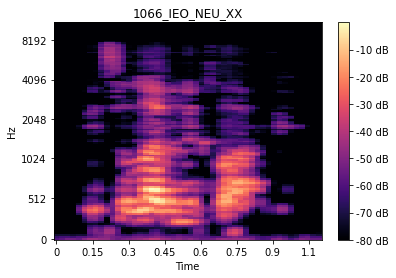 1066_IEO_NEU_XX
8192
4096
2048
1024
512
0
Hz
0 0.15 0.3 0.45 0.6 0.75 0.9 1.1
Time
-10 dB
-20 dB
-30 dB
-40 dB
-50 dB
-60 dB
-70 dB
-80 dB